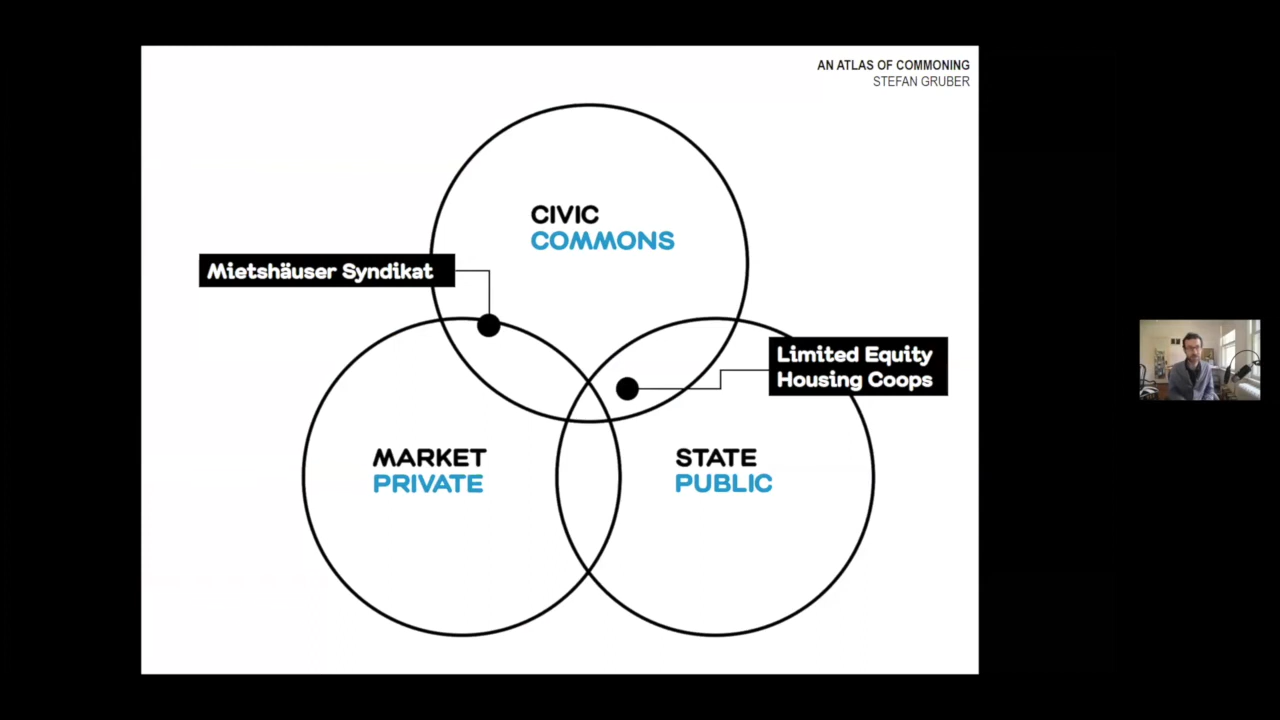 AN ATLAS OF COMMONING
STEFAN GRUBER
CIVIC
COMMONS
Mietshäuser Syndikat
Limited Equity
Housing Coops
MARKET
PRIVATE
STATE
PUBLIC